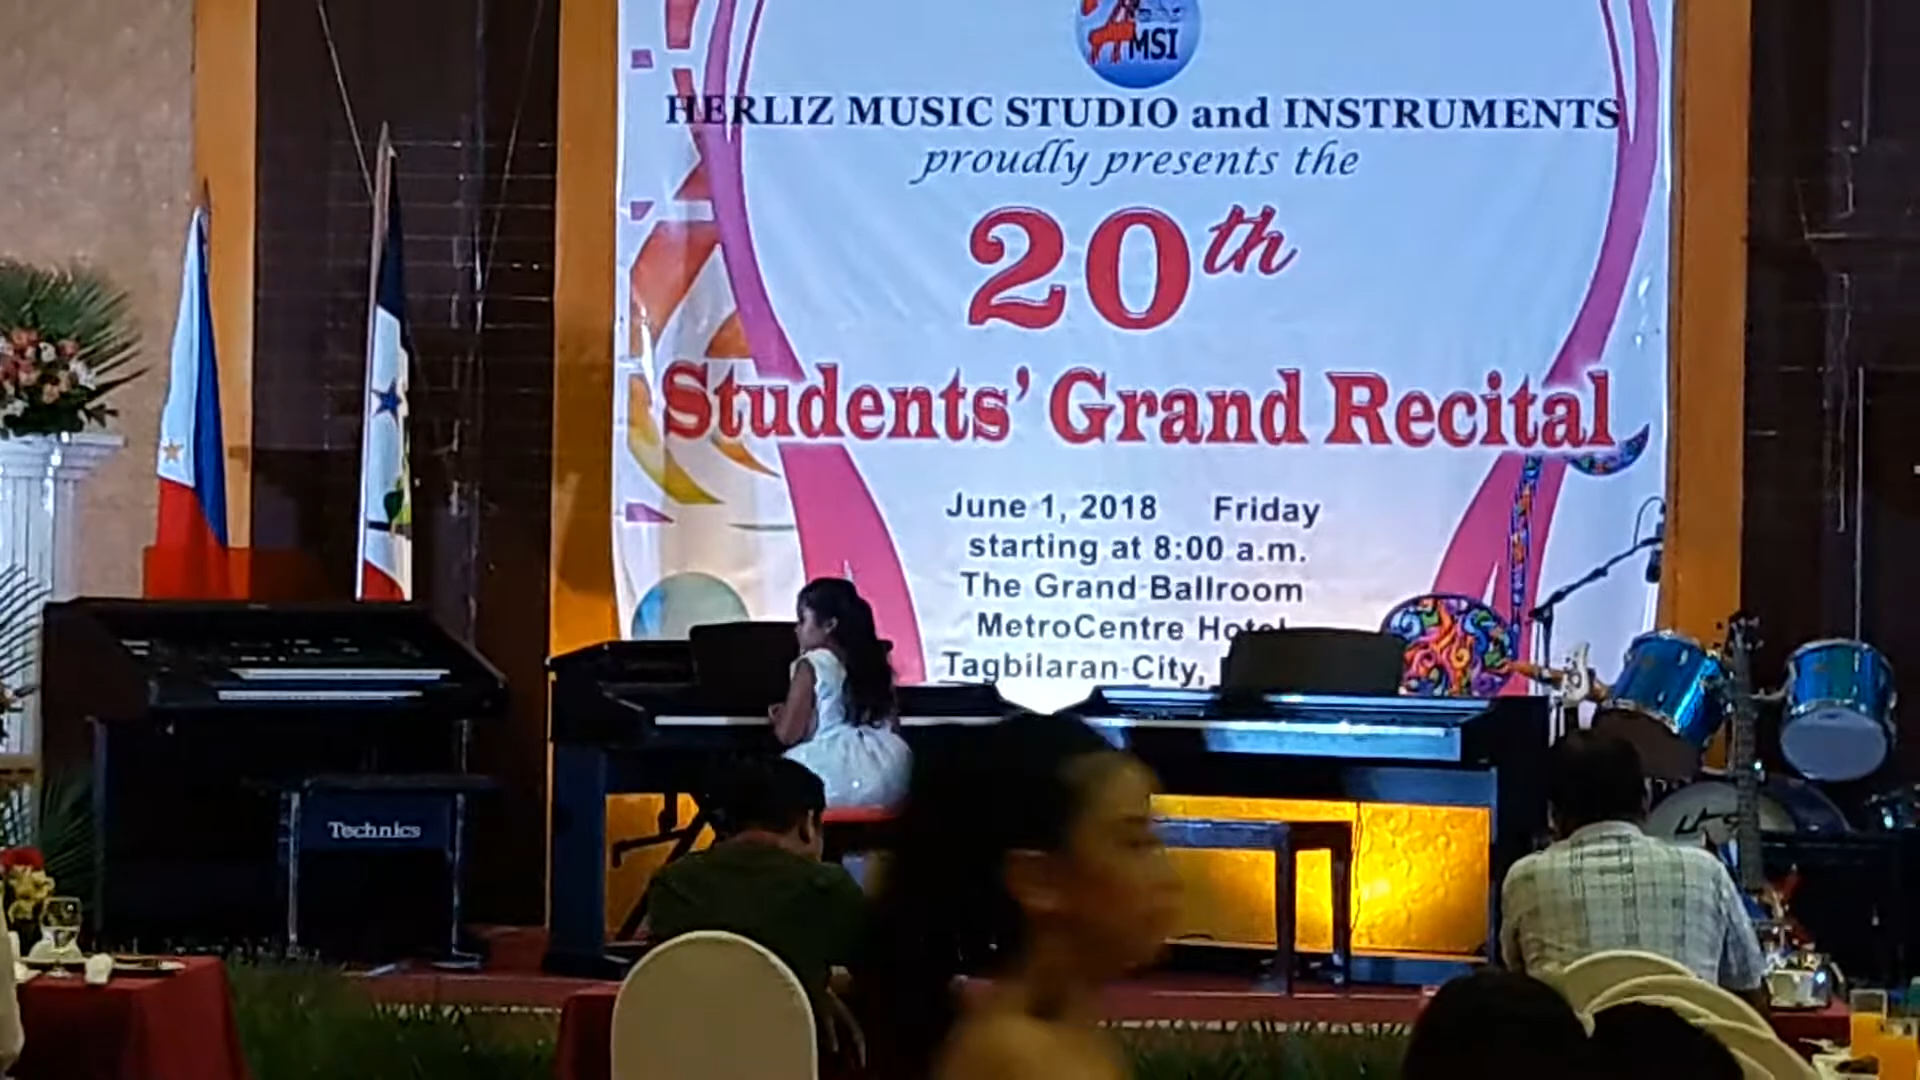 MSI
HERLIZ MUSIC STUDIO and INSTRUMENTS
proudly presents the
20th
Students' Grand Recital
June 1, 2018 Friday
starting at 8:00 a.m.
The Grand Ballroom
MetroCentre Hotel
Tagbilaran City,
Technics